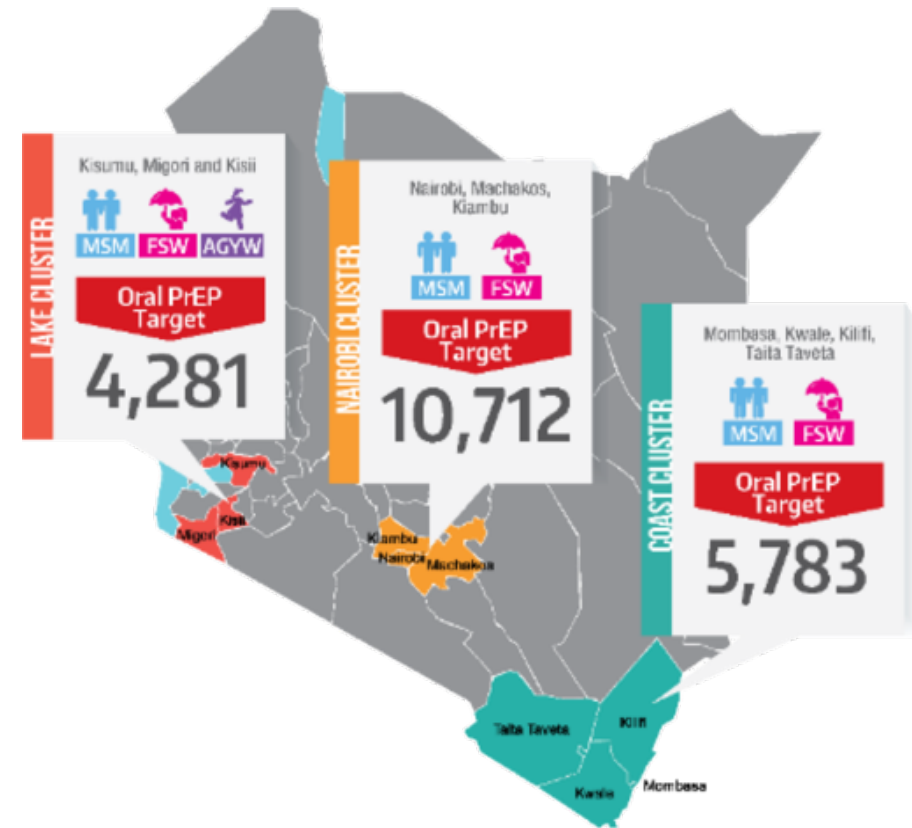 LAKE CLUSTER
Kisumu, Migori and Kisii
MSM FSW AGYW
Oral PrEP
Target
4,281
NAIROBI CLUSTER
Nairobi, Machakos,
Kiambu
MSM FSW
Oral PrEP
Target
10,712
COAST CLUSTER
Mombasa, Kwale, Kilifi,
Taita Taveta
MSM FSW
Oral PrEP
Target
5,783
Kisumu
Kisii
Migori
Kiambu
Nairobi
Machakos
Taita Taveta
Kilifi
Kwale
Mombasa